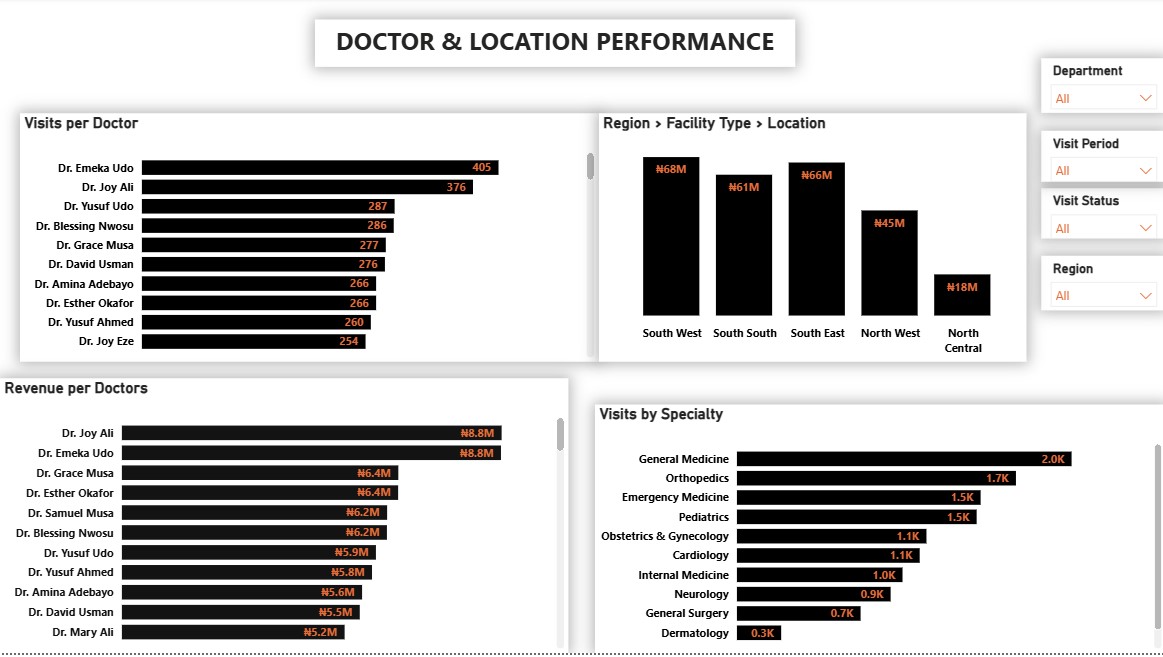 DOCTOR & LOCATION PERFORMANCE
Department
All
Visit Period
All
Visit Status
All
Region
All
Visits per Doctor
Dr. Emeka Udo 405
Dr. Joy Ali 376
Dr. Yusuf Udo 287
Dr. Blessing Nwosu 286
Dr. Grace Musa 277
Dr. David Usman 276
Dr. Amina Adebayo 266
Dr. Esther Okafor 266
Dr. Yusuf Ahmed 260
Dr. Joy Eze 254
Region > Facility Type > Location
₦68M ₦61M ₦66M ₦45M ₦18M
South West South South South East North West North
Central
Revenue per Doctors
Dr. Joy Ali ₦8.8M
Dr. Emeka Udo ₦8.8M
Dr. Grace Musa ₦6.4M
Dr. Esther Okafor ₦6.4M
Dr. Samuel Musa ₦6.2M
Dr. Blessing Nwosu ₦6.2M
Dr. Yusuf Udo ₦5.9M
Dr. Yusuf Ahmed ₦5.8M
Dr. Amina Adebayo ₦5.6M
Dr. David Usman ₦5.5M
Dr. Mary Ali ₦5.2M
Visits by Specialty
General Medicine 2.0K
Orthopedics 1.7K
Emergency Medicine 1.5K
Pediatrics 1.5K
Obstetrics & Gynecology 1.1K
Cardiology 1.1K
Internal Medicine 1.0K
Neurology 0.9K
General Surgery 0.7K
Dermatology 0.3K